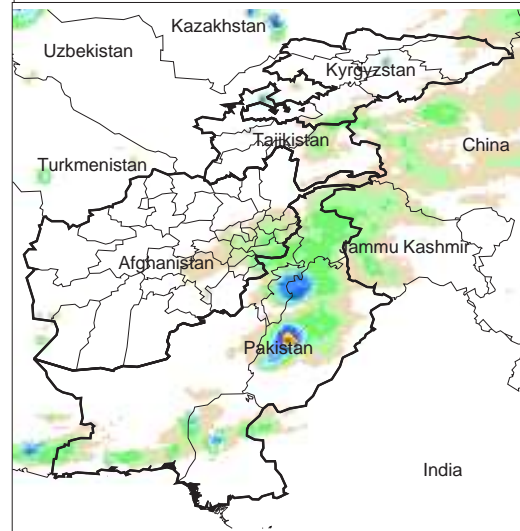 Kazakhstan
Uzbekistan
Kyrgyzstan
Tajikistan
China
Turkmenistan
Jammu Kashmir
Afghanistan
Pakistan
India